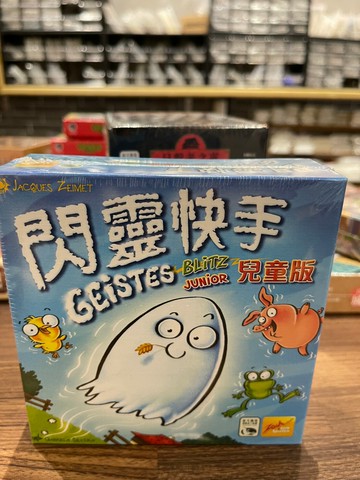 JACQUES ZEIMET
閃靈快手
GEISTES
BLITZ
JUNIOR
兒童版